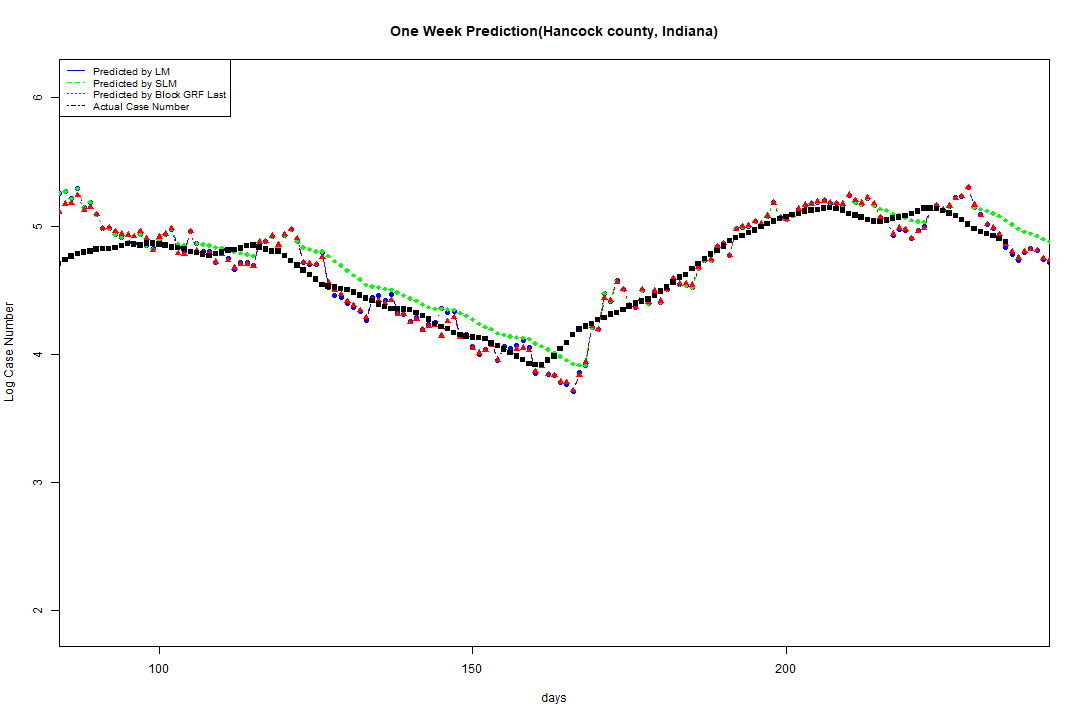 One Week Prediction(Hancock county, Indiana)
Predicted by LM
Predicted by SLM
Predicted by Block GRF Last
Actual Case Number
6
5
4
3
2
Log Case Number
100 150 200
days